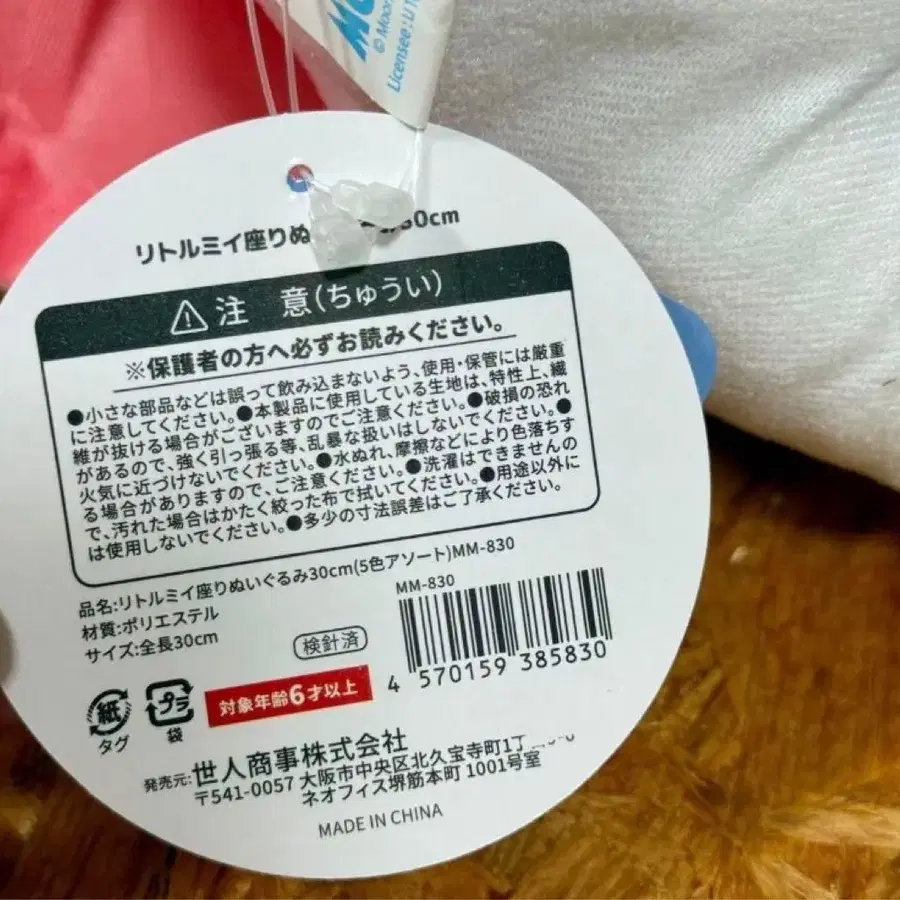 © Moom
Licensee: U T
リトルミイ座りぬ 30cm
注 意(ちゅうい)
※保護者の方へ必ずお読みください。
●小さな部品などは誤って飲み込まないよう、使用・保管には厳重
に注意してください。●本製品に使用している生地は、特性上、繊
維が抜ける場合がございますのでご注意ください。●破損の恐れ
があるので、強く引っ張る等、乱暴な扱いはしないでください。●
火気に近づけないでください。●水ぬれ、摩擦などにより色落ちす
る場合がありますので、ご注意ください。●洗濯はできませんの
で、汚れた場合はかたく絞った布で拭いてください。●用途以外に
は使用しないでください。●多少の寸法誤差はご了承ください。
品名:リトルミイ座りぬいぐるみ30cm(5色アソート)MM-830
材質:ポリエステル
サイズ:全長30cm
検針済
MM-830
4 570159 385830
紙
タグ
プラ
袋
対象年齢6才以上
発売元:世人商事株式会社
〒541-0057 大阪市中央区北久宝寺町1丁
ネオフィス堺筋本町 1001号室
MADE IN CHINA